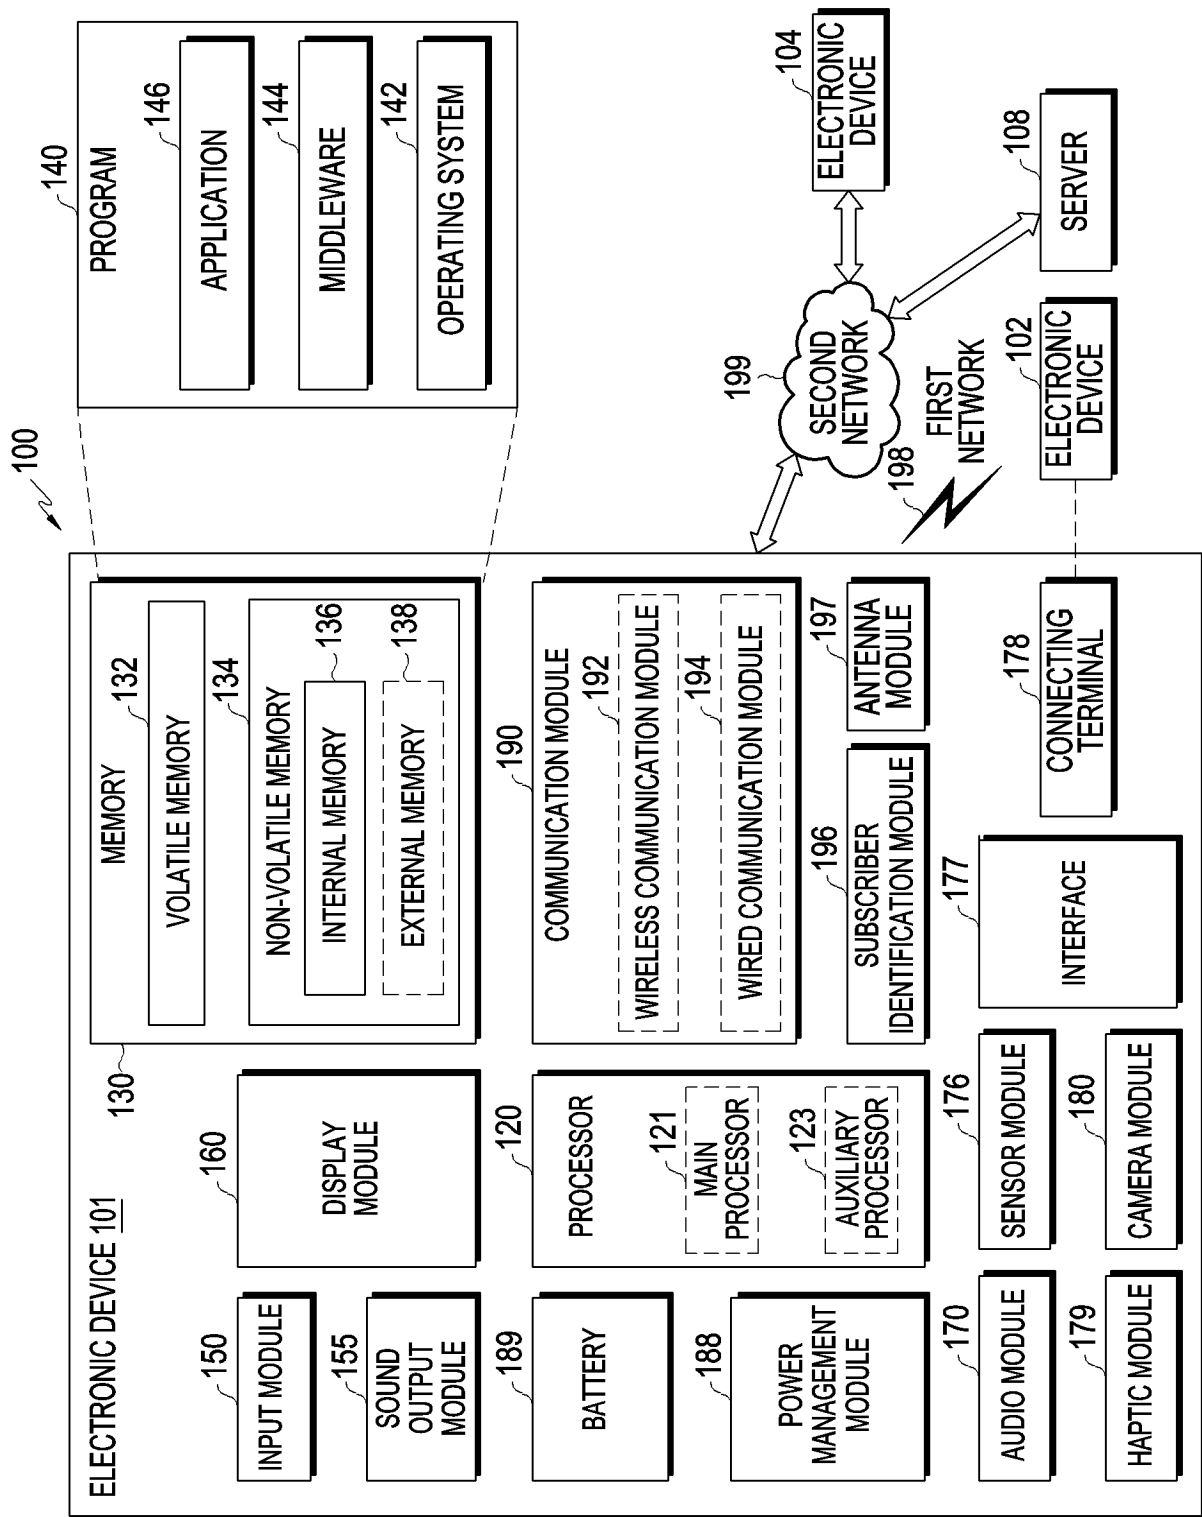 100
140
PROGRAM
146
APPLICATION
144
MIDDLEWARE
142
OPERATING SYSTEM
ELECTRONIC DEVICE 101
130
MEMORY
132
VOLATILE MEMORY
134
NON-VOLATILE MEMORY
136
INTERNAL MEMORY
138
EXTERNAL MEMORY
150
INPUT MODULE
155
SOUND
OUTPUT
MODULE
160
DISPLAY
MODULE
189
BATTERY
188
POWER
MANAGEMENT
MODULE
120
PROCESSOR
121
MAIN
PROCESSOR
123
AUXILIARY
PROCESSOR
190
COMMUNICATION MODULE
192
WIRELESS COMMUNICATION MODULE
194
WIRED COMMUNICATION MODULE
196
SUBSCRIBER
IDENTIFICATION MODULE
197
ANTENNA
MODULE
170
AUDIO MODULE
176
SENSOR MODULE
177
INTERFACE
178
CONNECTING
TERMINAL
179
HAPTIC MODULE
180
CAMERA MODULE
199
SECOND
NETWORK
198
FIRST
NETWORK
104
ELECTRONIC
DEVICE
108
SERVER
102
ELECTRONIC
DEVICE